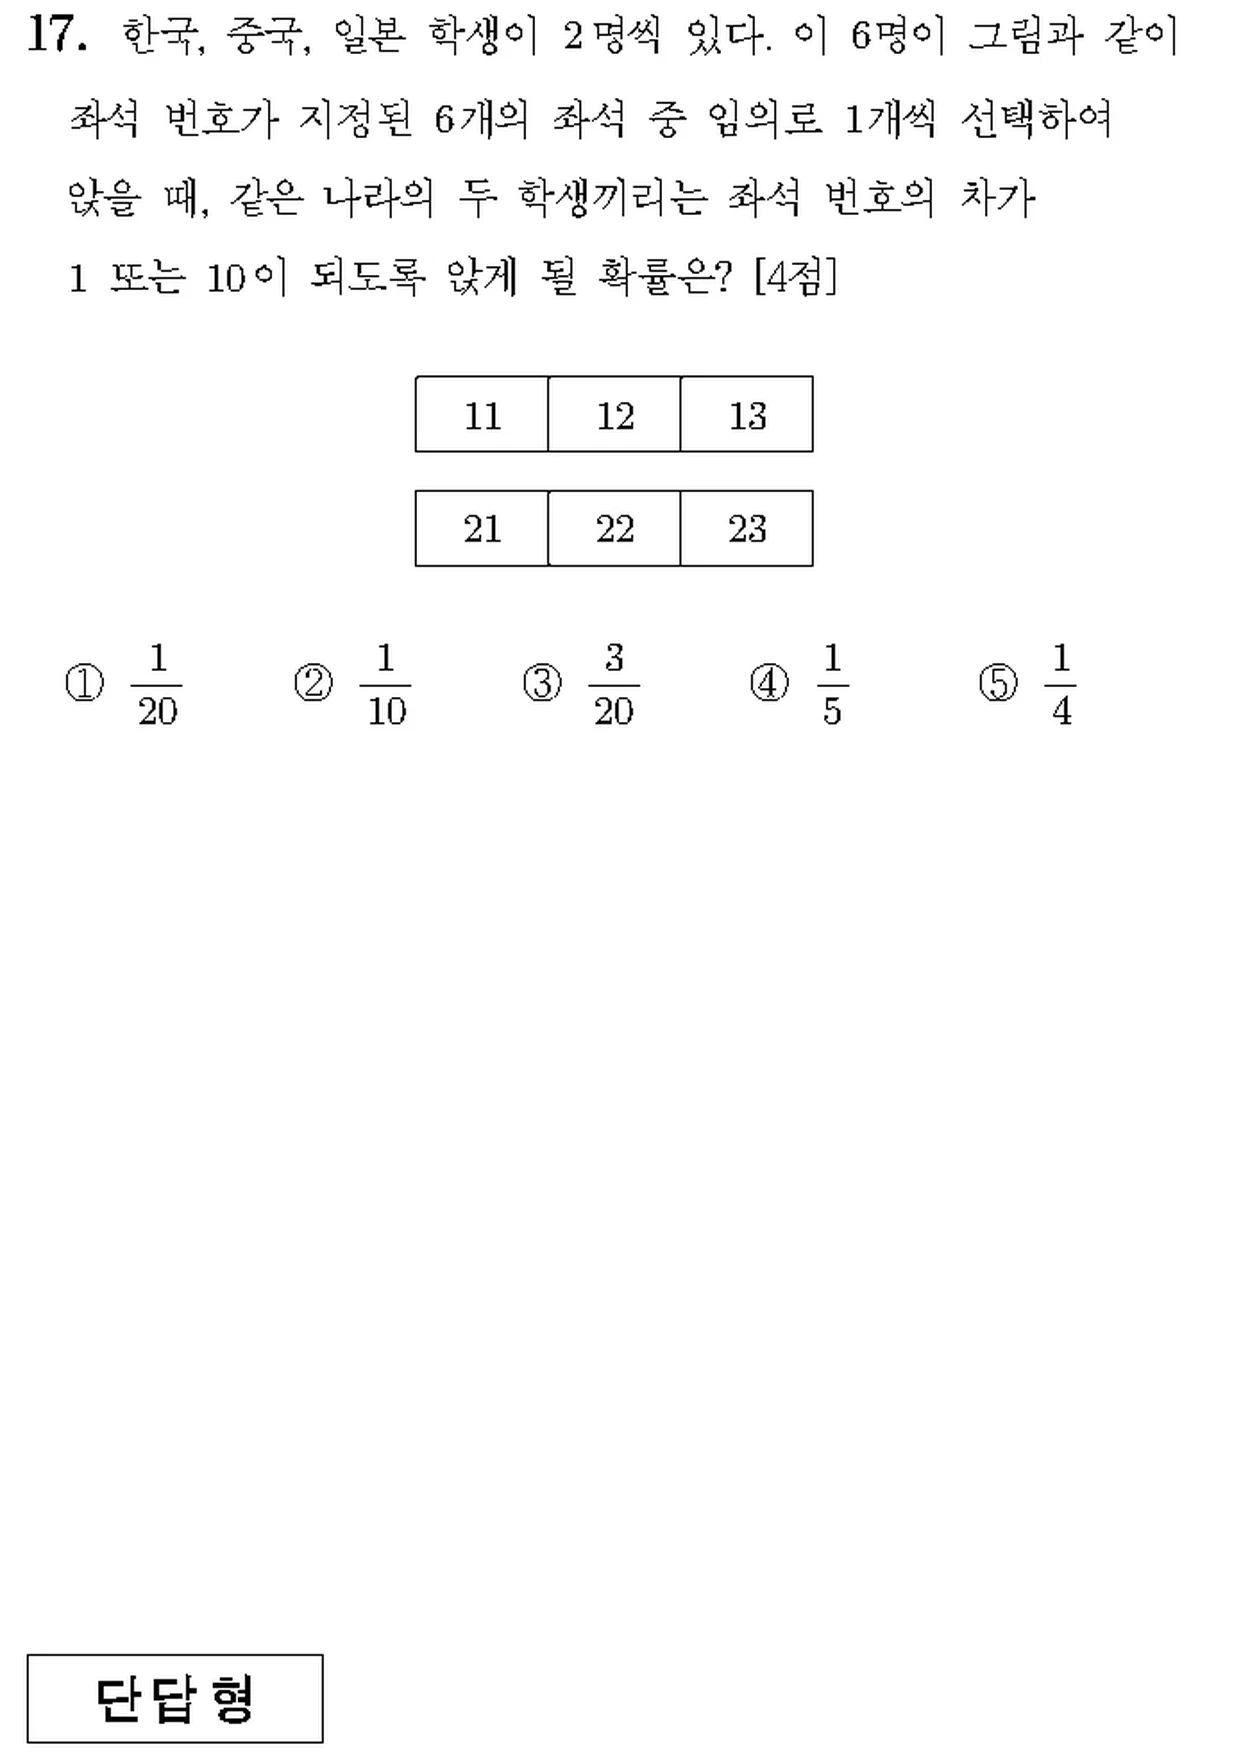 17. 한국, 중국, 일본 학생이 2명씩 있다. 이 6명이 그림과 같이
좌석 번호가 지정된 6개의 좌석 중 임의로 1개씩 선택하여
앉을 때, 같은 나라의 두 학생끼리는 좌석 번호의 차가
1 또는 10이 되도록 앉게 될 확률은? [4점]
11 12 13
21 22 23
① 1/20 ② 1/10 ③ 3/20 ④ 1/5 ⑤ 1/4
단답형